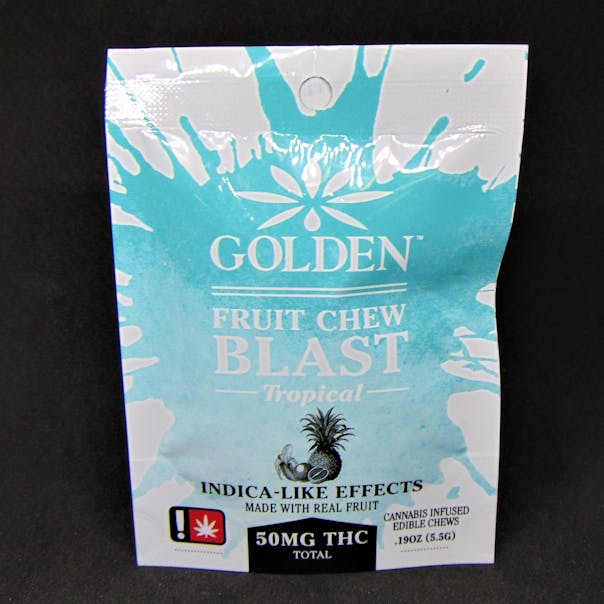 GOLDEN™
FRUIT CHEW
BLAST
Tropical
INDICA-LIKE EFFECTS
MADE WITH REAL FRUIT
!
50MG THC
TOTAL
CANNABIS INFUSED
EDIBLE CHEWS
.19OZ (5.5G)